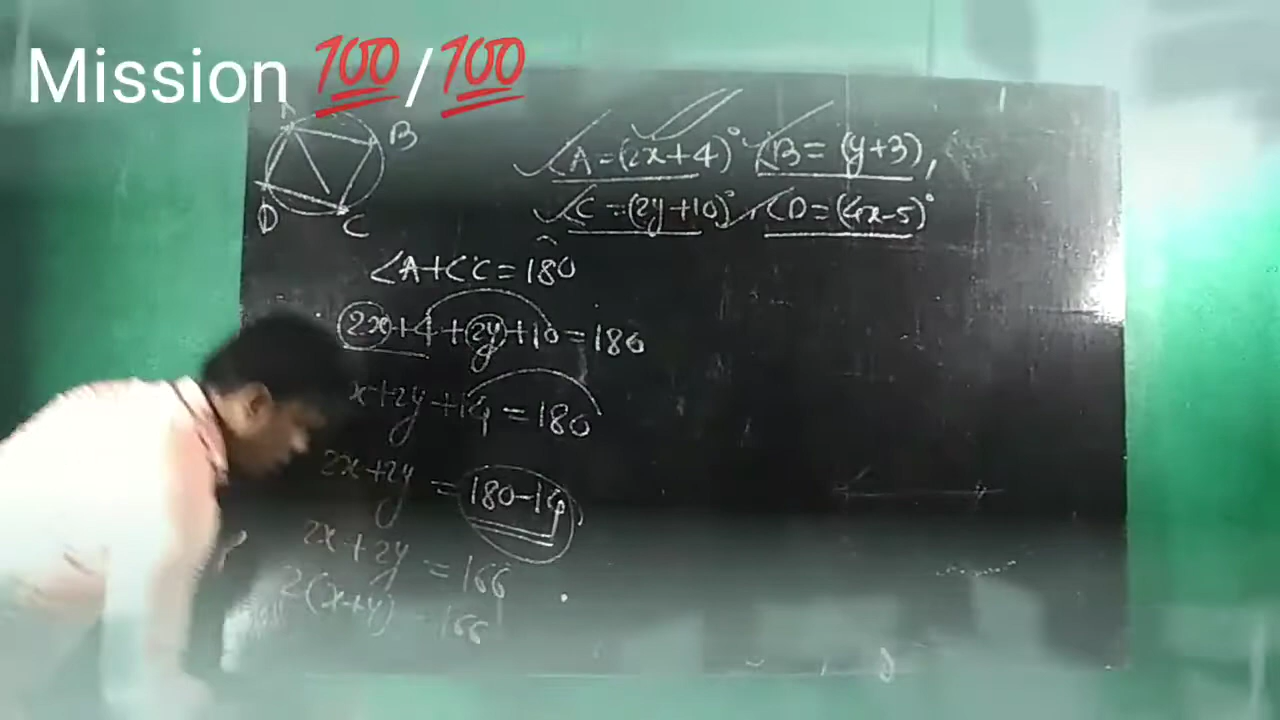 Mission 💯/💯
A B
D C
∠A=(2x+4)° ∠B=(y+3),
∠C=(2y+10)°, ∠D=(4x-5)°
∠A+∠C=180
2x+4+2y+10=180
x+2y+14=180
2x+2y=180-14
2x+2y=166
2(x+y)=166